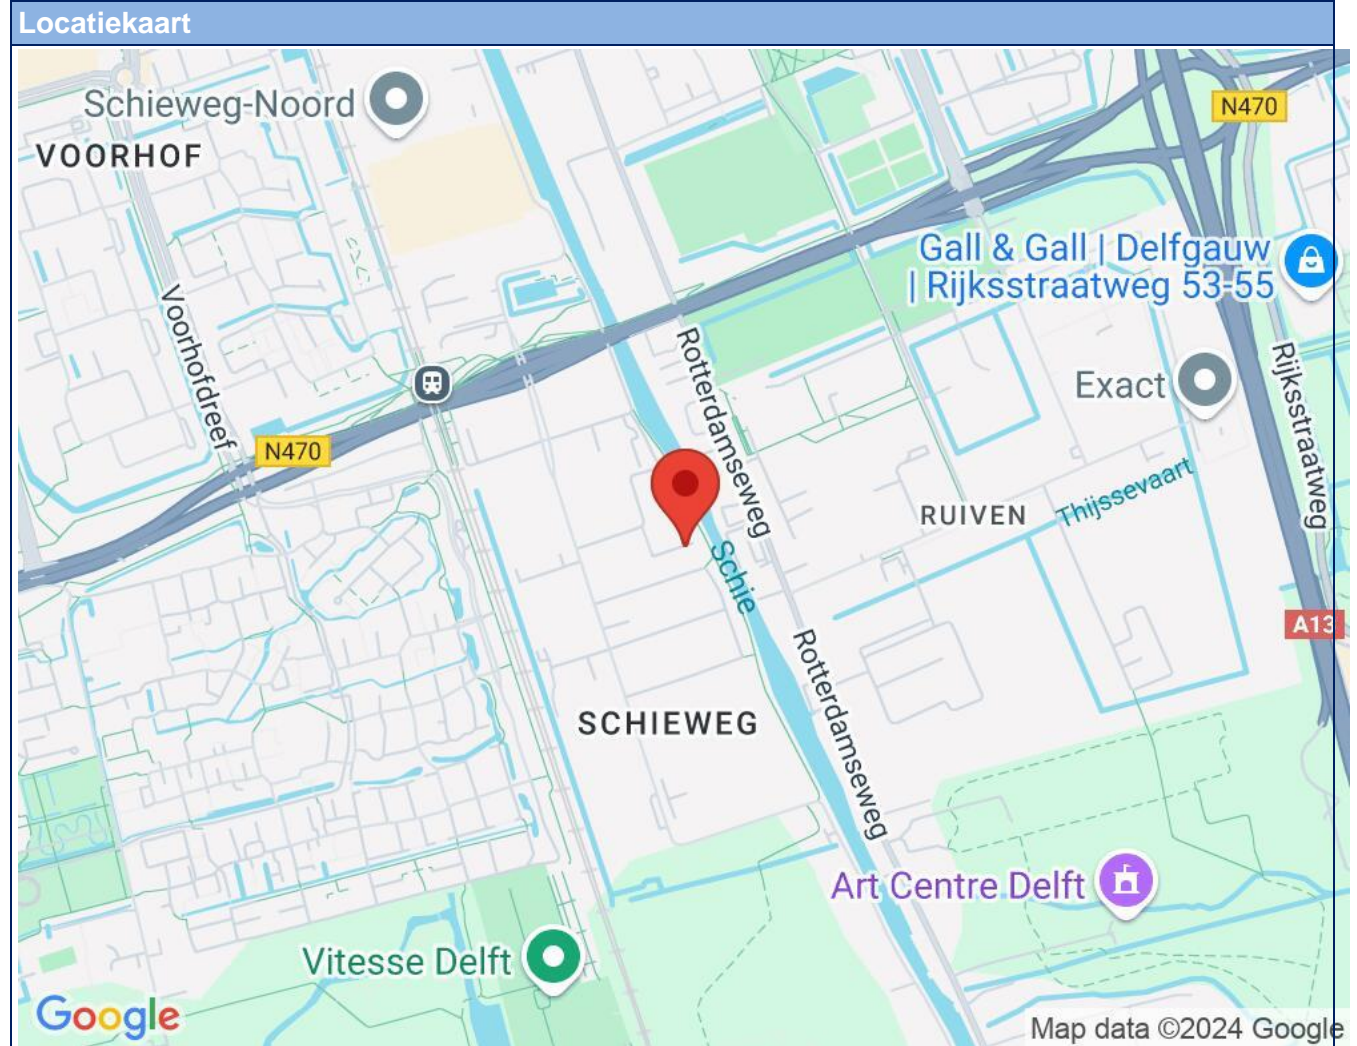 Locatiekaart
Schieweg-Noord
VOORHOF
N470
Gall & Gall | Delfgauw
| Rijksstraatweg 53-55
Voorhofdreef
Rotterdamseweg
Exact
Rijksstraatweg
N470
Thijssevaart
RUIVEN
Schie
A13
Rotterdamseweg
SCHIEWEG
Art Centre Delft
Vitesse Delft
Google
Map data ©2024 Google